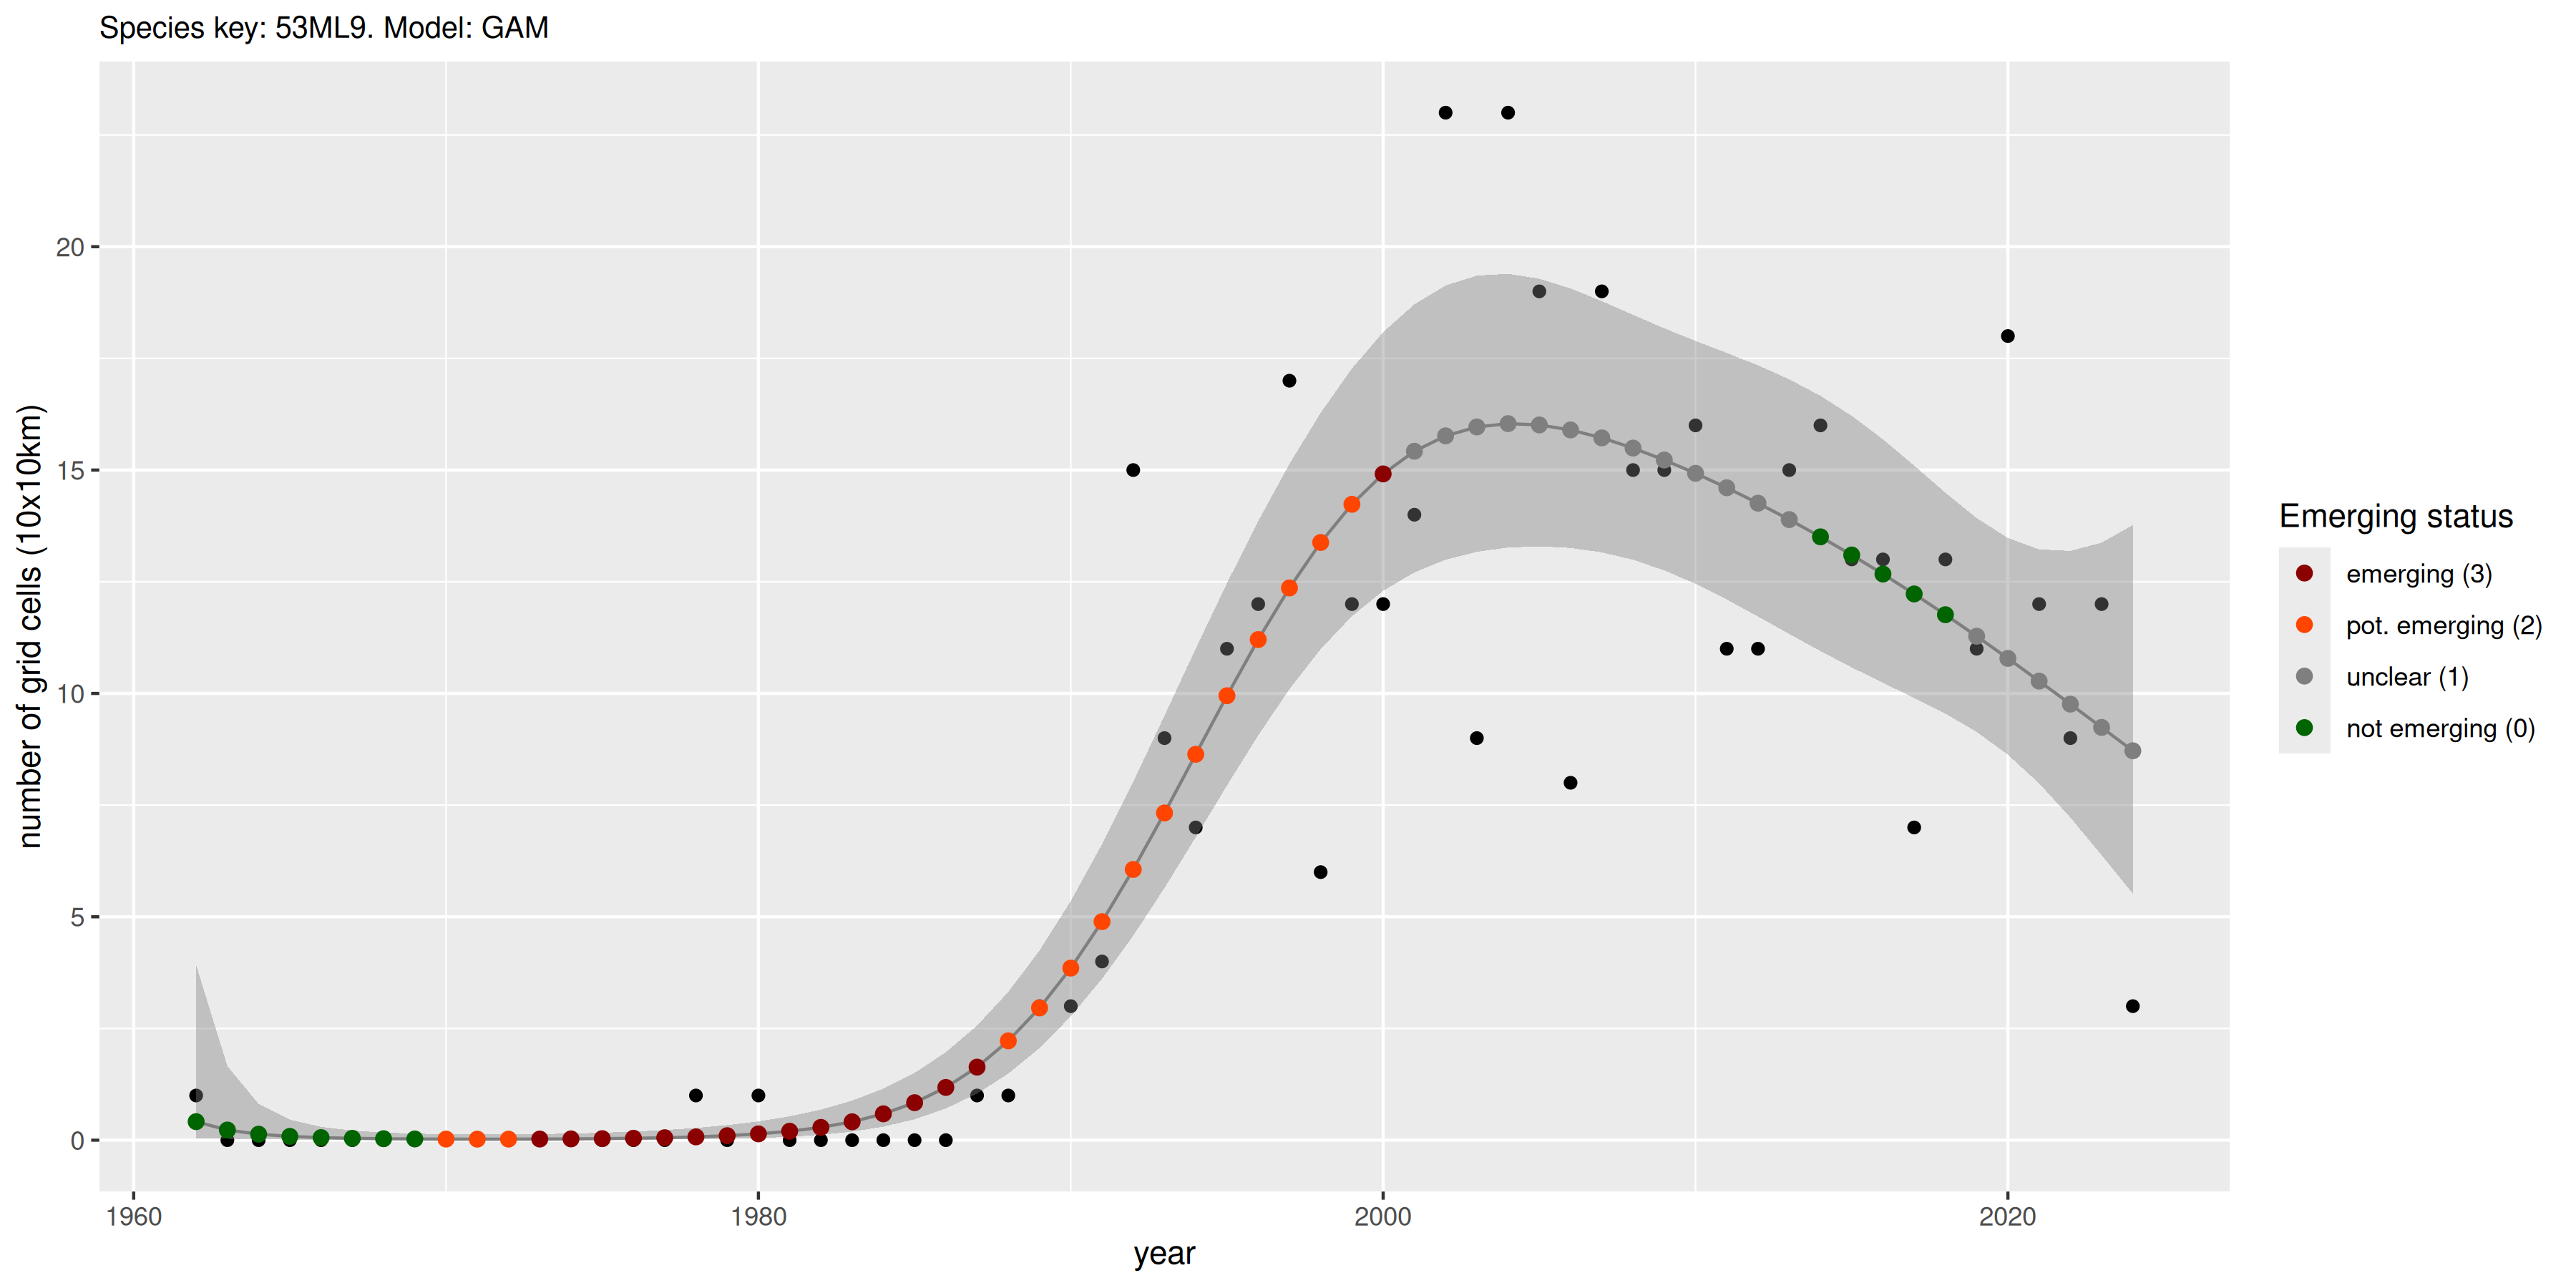 Species key: 53ML9. Model: GAM
number of grid cells (10x10km)
20
15
10
5
0
1960
1980
2000
2020
year
Emerging status
emerging (3)
pot. emerging (2)
unclear (1)
not emerging (0)